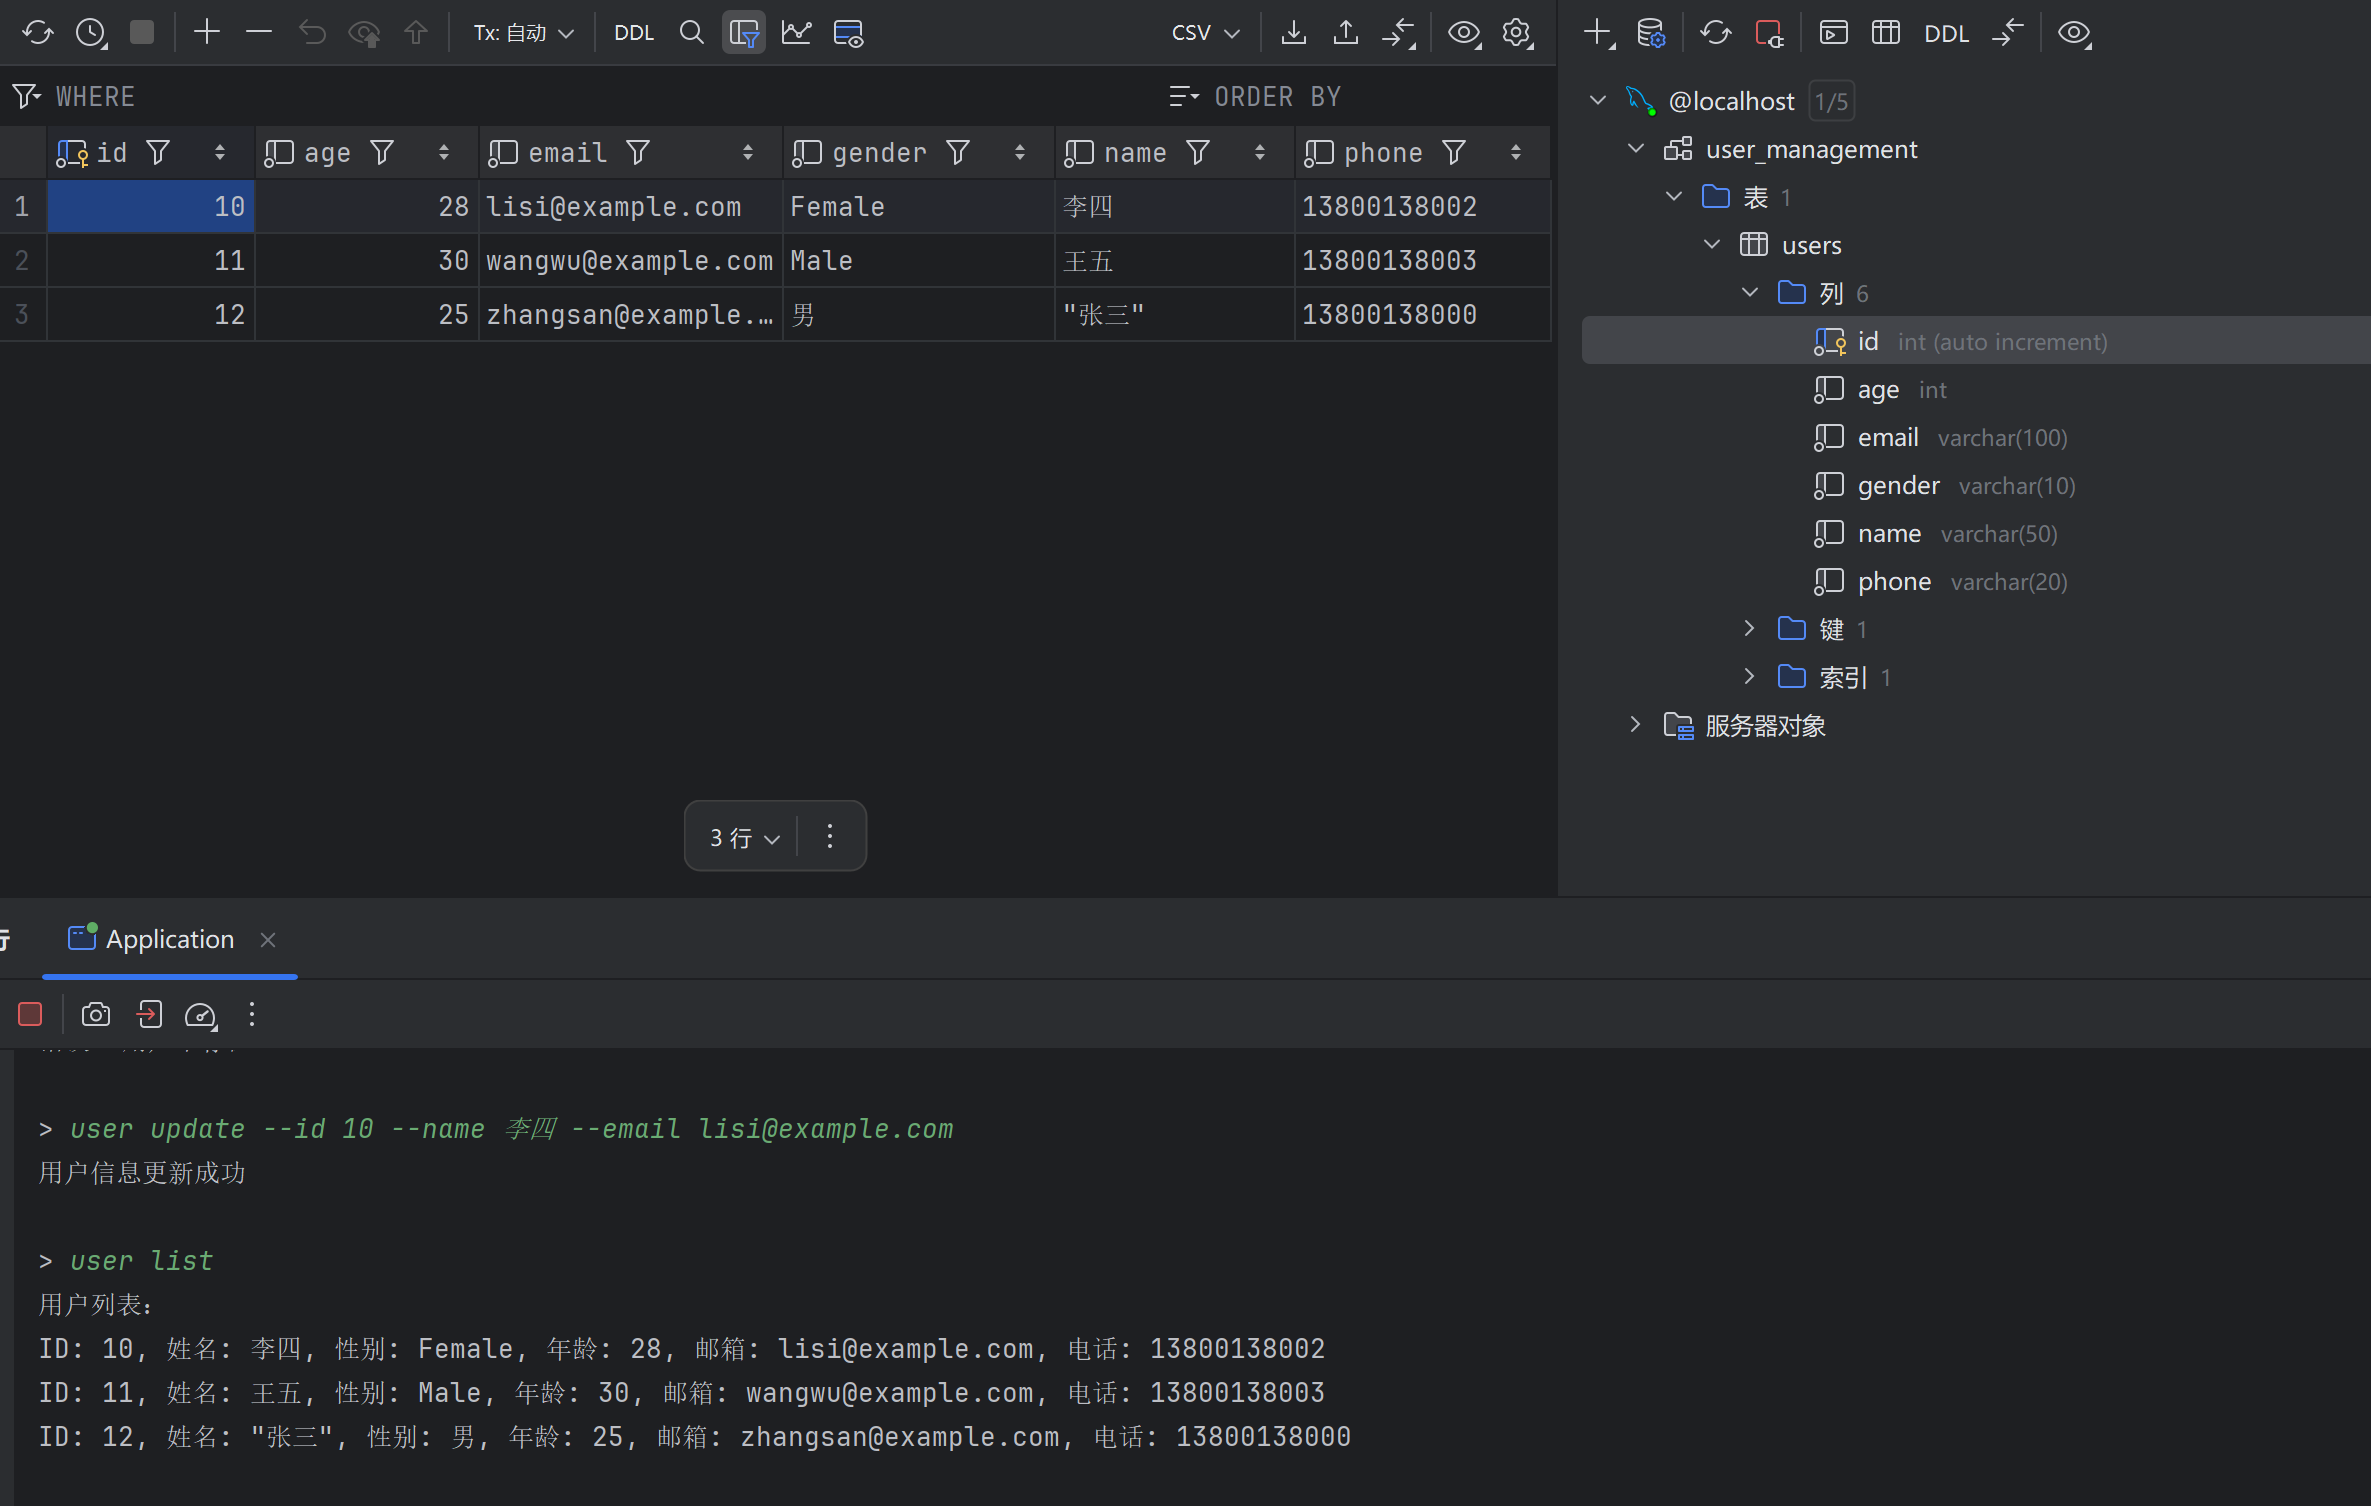 Tx: 自动 DDL CSV
WHERE ORDER BY
id age email gender name phone
1 10 28 lisi@example.com Female 李四 13800138002
2 11 30 wangwu@example.com Male 王五 13800138003
3 12 25 zhangsan@example.… 男 "张三" 13800138000
3 行
DDL
@localhost 1/5
user_management
表 1
users
列 6
id int (auto increment)
age int
email varchar(100)
gender varchar(10)
name varchar(50)
phone varchar(20)
键 1
索引 1
服务器对象
Application
> user update --id 10 --name 李四 --email lisi@example.com
用户信息更新成功
> user list
用户列表：
ID: 10, 姓名: 李四, 性别: Female, 年龄: 28, 邮箱: lisi@example.com, 电话: 13800138002
ID: 11, 姓名: 王五, 性别: Male, 年龄: 30, 邮箱: wangwu@example.com, 电话: 13800138003
ID: 12, 姓名: "张三", 性别: 男, 年龄: 25, 邮箱: zhangsan@example.com, 电话: 13800138000